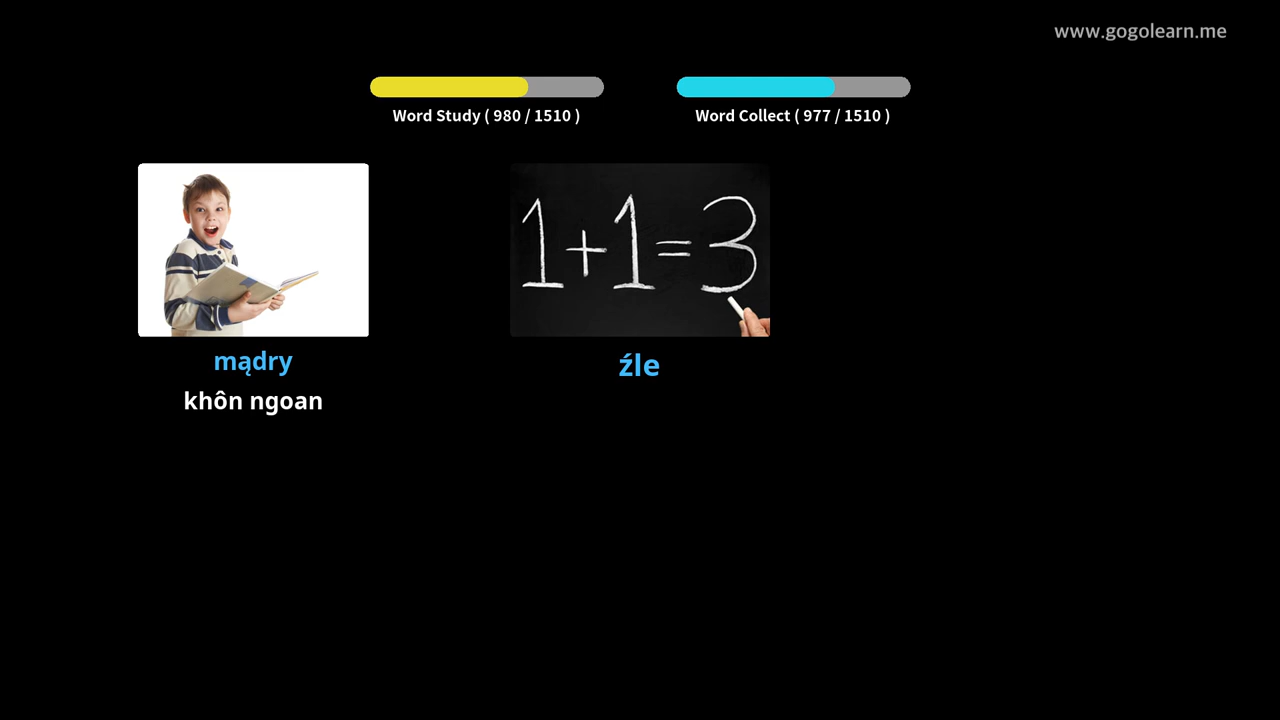 www.gogolearn.me
Word Study ( 980 / 1510 )
Word Collect ( 977 / 1510 )
1+1=3
mądry
khôn ngoan
źle